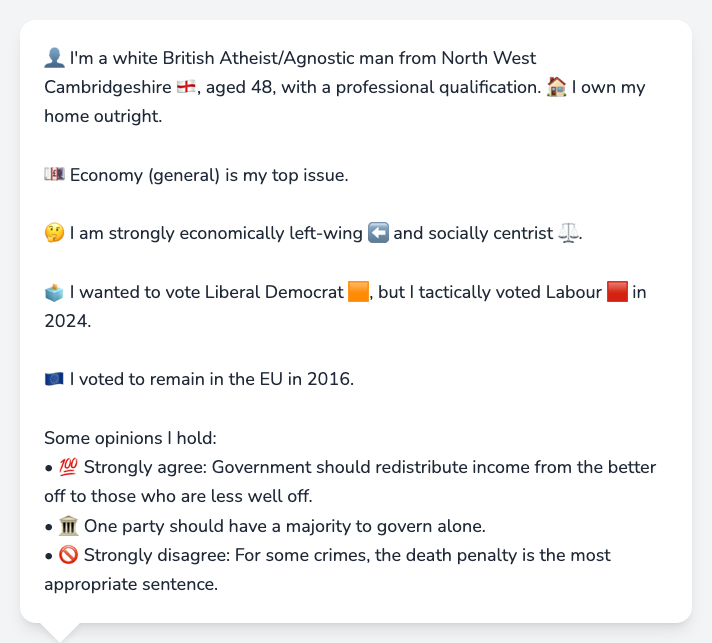 👤 I'm a white British Atheist/Agnostic man from North West
Cambridgeshire 🏴󠁧󠁢󠁥󠁮󠁧󠁿, aged 48, with a professional qualification. 🏠 I own my
home outright.
💷 Economy (general) is my top issue.
🤔 I am strongly economically left-wing ⬅️ and socially centrist ⚖️.
🗳️ I wanted to vote Liberal Democrat 🟧, but I tactically voted Labour 🟥 in
2024.
🇪🇺 I voted to remain in the EU in 2016.
Some opinions I hold:
• 💯 Strongly agree: Government should redistribute income from the better
off to those who are less well off.
• 🏛️ One party should have a majority to govern alone.
• 🚫 Strongly disagree: For some crimes, the death penalty is the most
appropriate sentence.